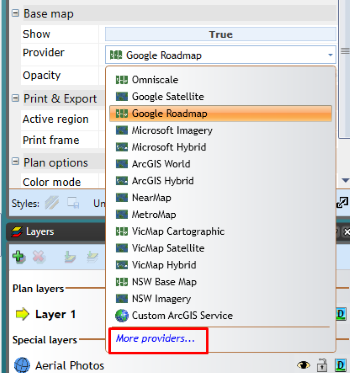 Base map
Show True
Provider Google Roadmap
Opacity
Omniscale
Google Satellite
Print & Export
Google Roadmap
Active region
Microsoft Imagery
Print frame
Microsoft Hybrid
Plan options
ArcGIS World
Color mode
ArcGIS Hybrid
NearMap
Styles: Un
MetroMap
Layers
VicMap Cartographic
VicMap Satellite
VicMap Hybrid
Plan layers
NSW Base Map
NSW Imagery
Layer 1
Custom ArcGIS Service
Special layers
More providers...
Aerial Photos